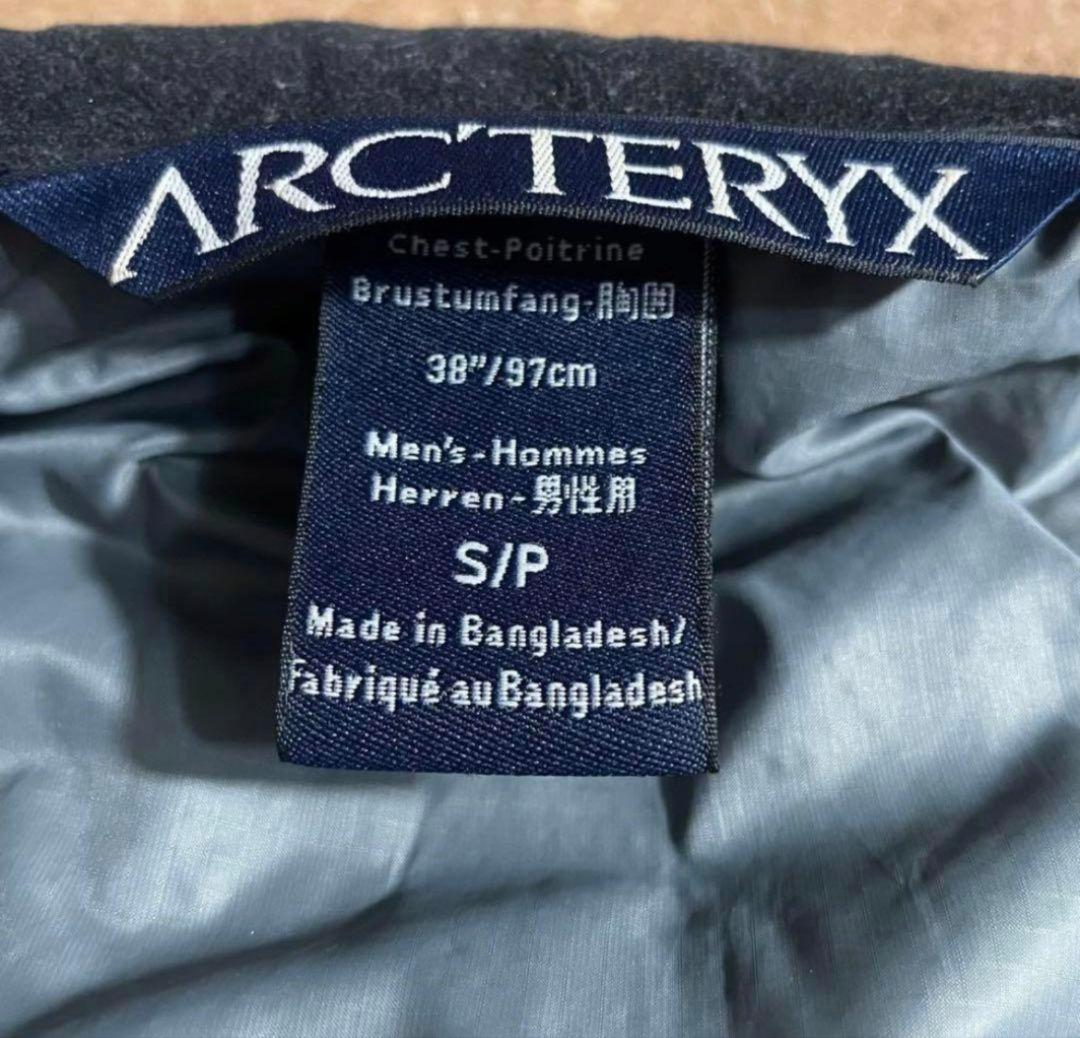 ARC'TERYX
Chest-Poitrine
Brustumfang-胸囲
38"/97cm
Men's-Hommes
Herren-男性用
S/P
Made in Bangladesh/
Fabriqué au Bangladesh